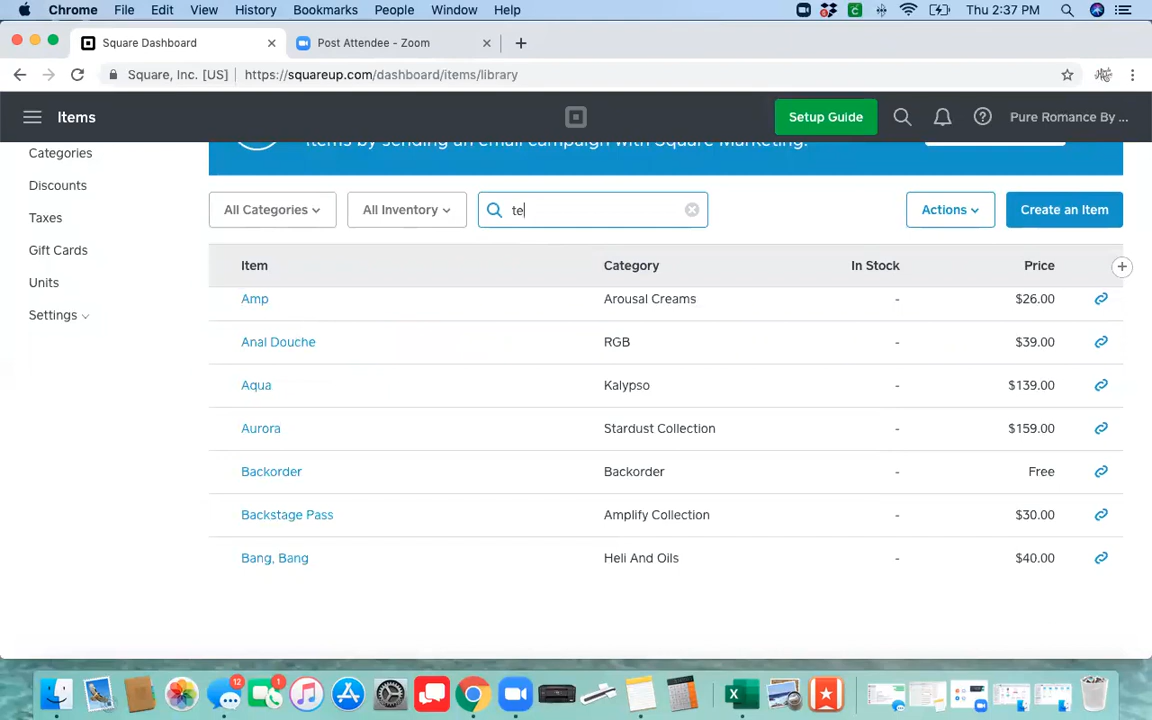 Chrome File Edit View History Bookmarks People Window Help Thu 2:37 PM
Square Dashboard Post Attendee - Zoom
Square, Inc. [US] https://squareup.com/dashboard/items/library
Items Setup Guide Pure Romance By ...
items by sending an email campaign with Square Marketing.
Categories
Discounts
Taxes
Gift Cards
Units
Settings
All Categories All Inventory te Actions Create an Item
Item Category In Stock Price
Amp Arousal Creams - $26.00
Anal Douche RGB - $39.00
Aqua Kalypso - $139.00
Aurora Stardust Collection - $159.00
Backorder Backorder - Free
Backstage Pass Amplify Collection - $30.00
Bang, Bang Heli And Oils - $40.00
12 1